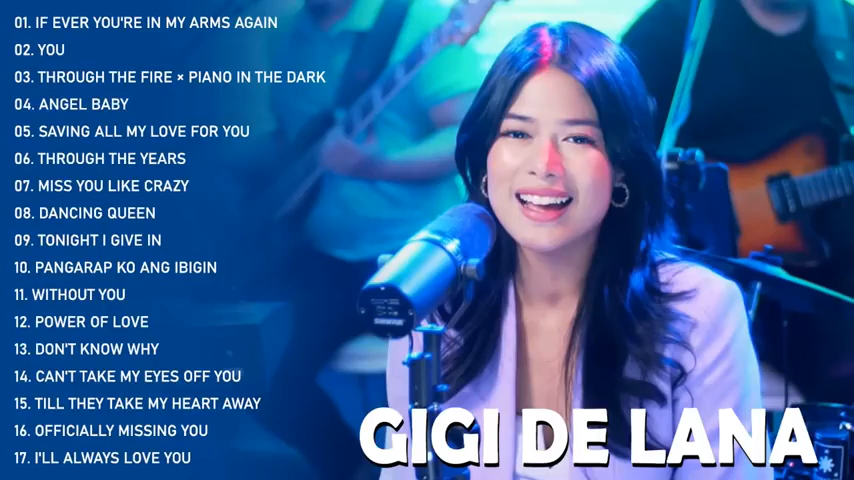 01. IF EVER YOU'RE IN MY ARMS AGAIN
02. YOU
03. THROUGH THE FIRE × PIANO IN THE DARK
04. ANGEL BABY
05. SAVING ALL MY LOVE FOR YOU
06. THROUGH THE YEARS
07. MISS YOU LIKE CRAZY
08. DANCING QUEEN
09. TONIGHT I GIVE IN
10. PANGARAP KO ANG IBIGIN
11. WITHOUT YOU
12. POWER OF LOVE
13. DON'T KNOW WHY
14. CAN'T TAKE MY EYES OFF YOU
15. TILL THEY TAKE MY HEART AWAY
16. OFFICIALLY MISSING YOU
17. I'LL ALWAYS LOVE YOU
SHURE
GIGI DE LANA